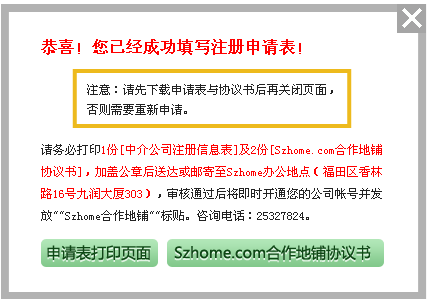 恭喜！您已经成功填写注册申请表！
注意：请先下载申请表与协议书后再关闭页面，
否则需要重新申请。
请务必打印1份[中介公司注册信息表]及2份[Szhome.com合作地铺
协议书]，加盖公章后送达或邮寄至Szhome办公地点（福田区香林
路16号九润大厦303），审核通过后将即时开通您的公司帐号并发
放“"Szhome合作地铺"“标贴。咨询电话：25327824。
申请表打印页面
Szhome.com合作地铺协议书